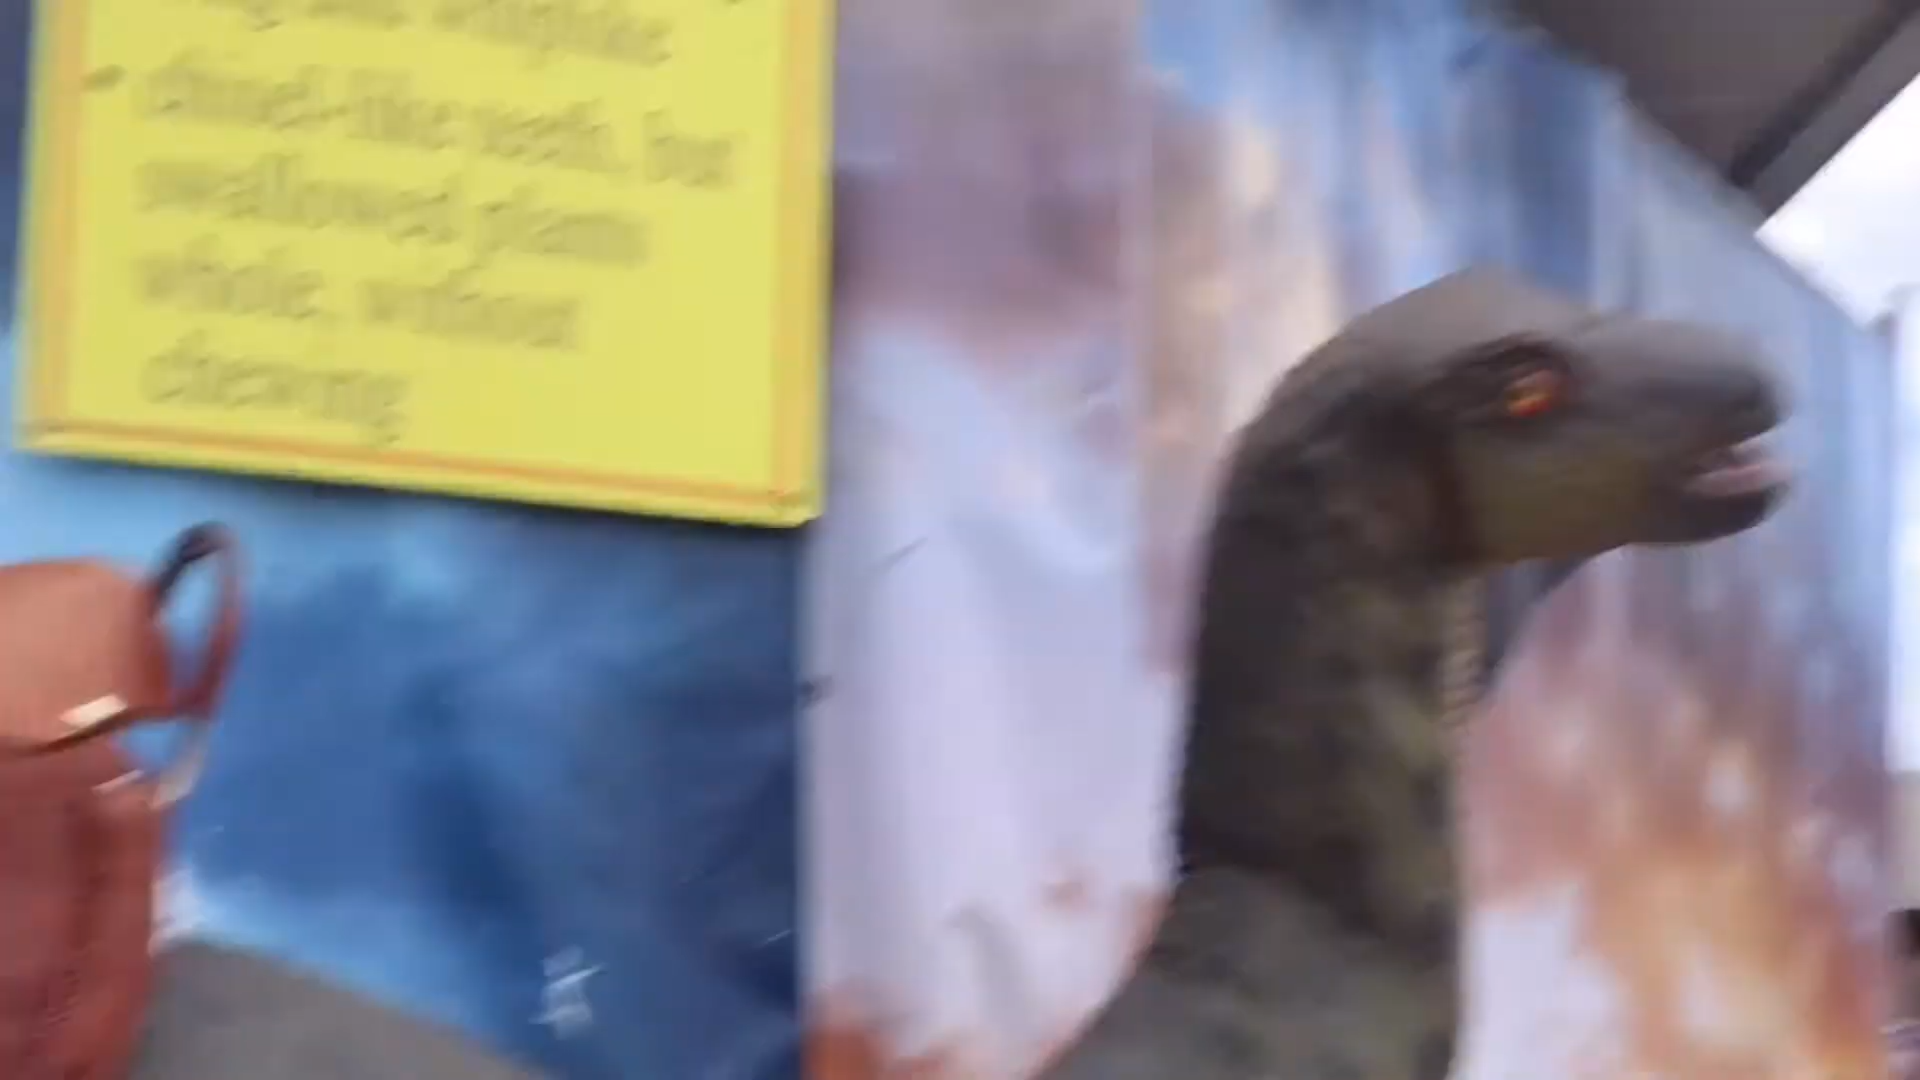 • chisel-like teeth, but
swallowed plants
whole, without
chewing